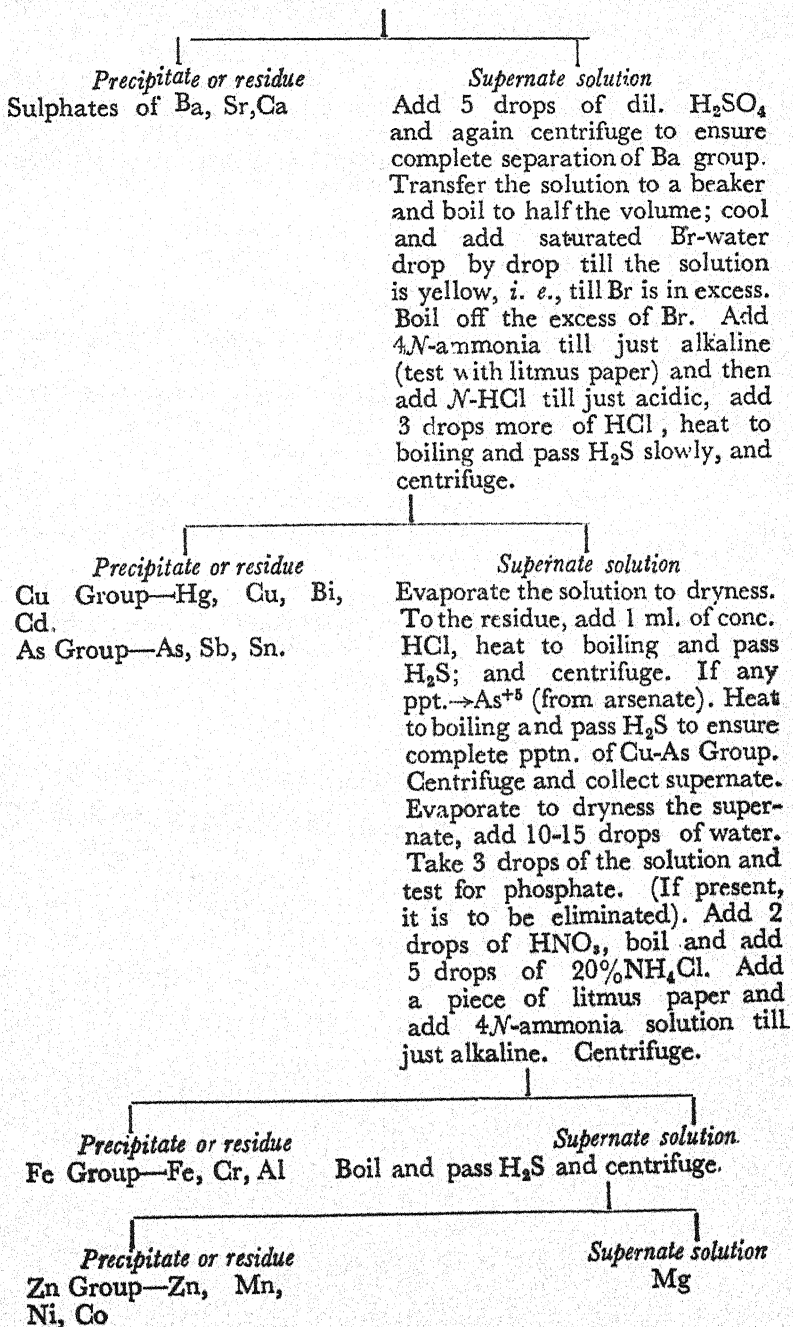 Precipitate or residue
Sulphates of Ba, Sr,Ca
Supernate solution
Add 5 drops of dil. H₂SO₄
and again centrifuge to ensure
complete separation of Ba group.
Transfer the solution to a beaker
and boil to half the volume; cool
and add saturated Br-water
drop by drop till the solution
is yellow, i. e., till Br is in excess.
Boil off the excess of Br. Add
4N-ammonia till just alkaline
(test with litmus paper) and then
add N-HCl till just acidic, add
3 drops more of HCl , heat to
boiling and pass H₂S slowly, and
centrifuge.
Precipitate or residue
Cu Group—Hg, Cu, Bi,
Cd.
As Group—As, Sb, Sn.
Supernate solution
Evaporate the solution to dryness.
To the residue, add 1 ml. of conc.
HCl, heat to boiling and pass
H₂S; and centrifuge. If any
ppt.→As⁺⁵ (from arsenate). Heat
to boiling and pass H₂S to ensure
complete pptn. of Cu-As Group.
Centrifuge and collect supernate.
Evaporate to dryness the super-
nate, add 10-15 drops of water.
Take 3 drops of the solution and
test for phosphate. (If present,
it is to be eliminated). Add 2
drops of HNO₃, boil and add
5 drops of 20%NH₄Cl. Add
a piece of litmus paper and
add 4N-ammonia solution till
just alkaline. Centrifuge.
Precipitate or residue
Fe Group—Fe, Cr, Al
Supernate solution.
Boil and pass H₂S and centrifuge.
Precipitate or residue
Zn Group—Zn, Mn,
Ni, Co
Supernate solution
Mg